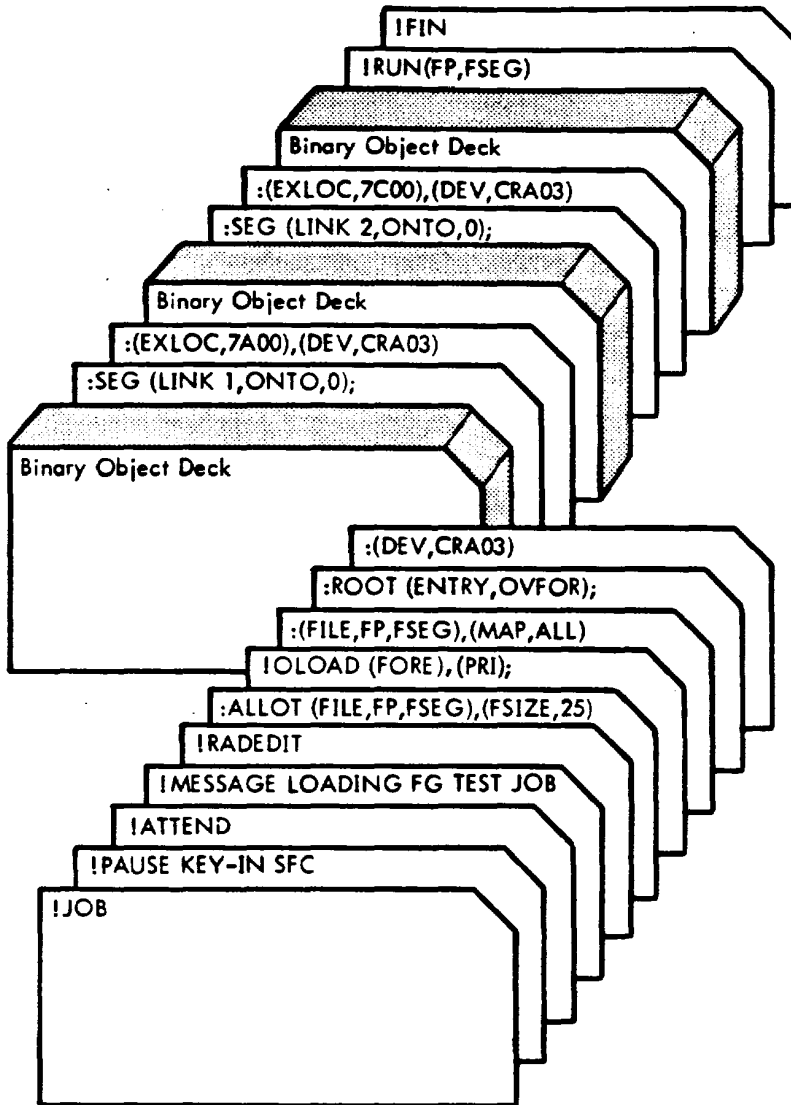 !FIN
!RUN(FP,FSEG)
Binary Object Deck
:(EXLOC,7C00),(DEV,CRA03)
:SEG (LINK 2,ONTO,0);
Binary Object Deck
:(EXLOC,7A00),(DEV,CRA03)
:SEG (LINK 1,ONTO,0);
Binary Object Deck
:(DEV,CRA03)
:ROOT (ENTRY,OVFOR);
:(FILE,FP,FSEG),(MAP,ALL)
!OLOAD (FORE),(PRI);
:ALLOT (FILE,FP,FSEG),(FSIZE,25)
!RADEDIT
!MESSAGE LOADING FG TEST JOB
!ATTEND
!PAUSE KEY-IN SFC
!JOB